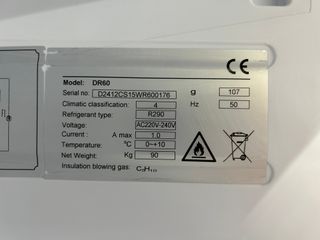 CE
Model: DR60
Serial no: D2412CS15WR600176 g 107
Climatic classification: 4 Hz 50
Refrigerant type: R290
Voltage: AC220V-240V
Current : A max 1.0
Temperature: °C 0~+10
Net Weight: Kg 90
Insulation blowing gas: